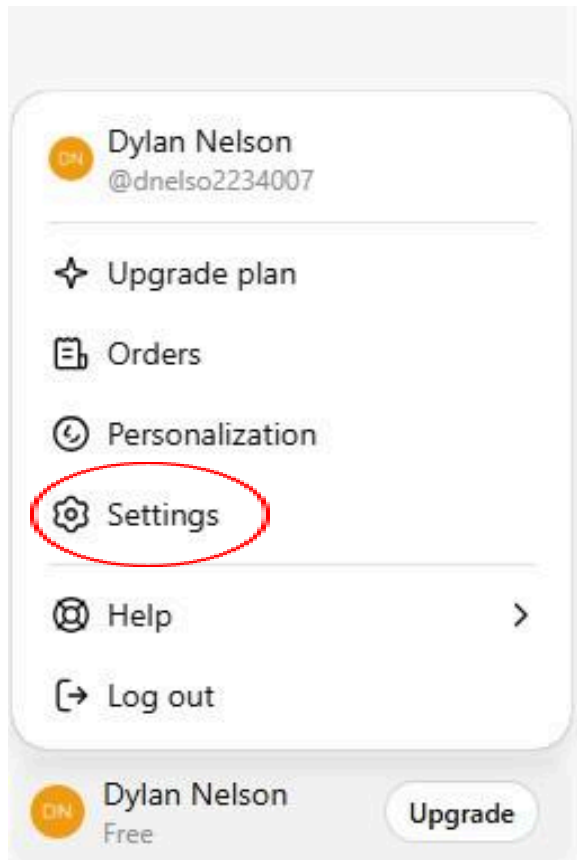 DN Dylan Nelson
@dnelso2234007
Upgrade plan
Orders
Personalization
Settings
Help
Log out
DN Dylan Nelson
Free
Upgrade